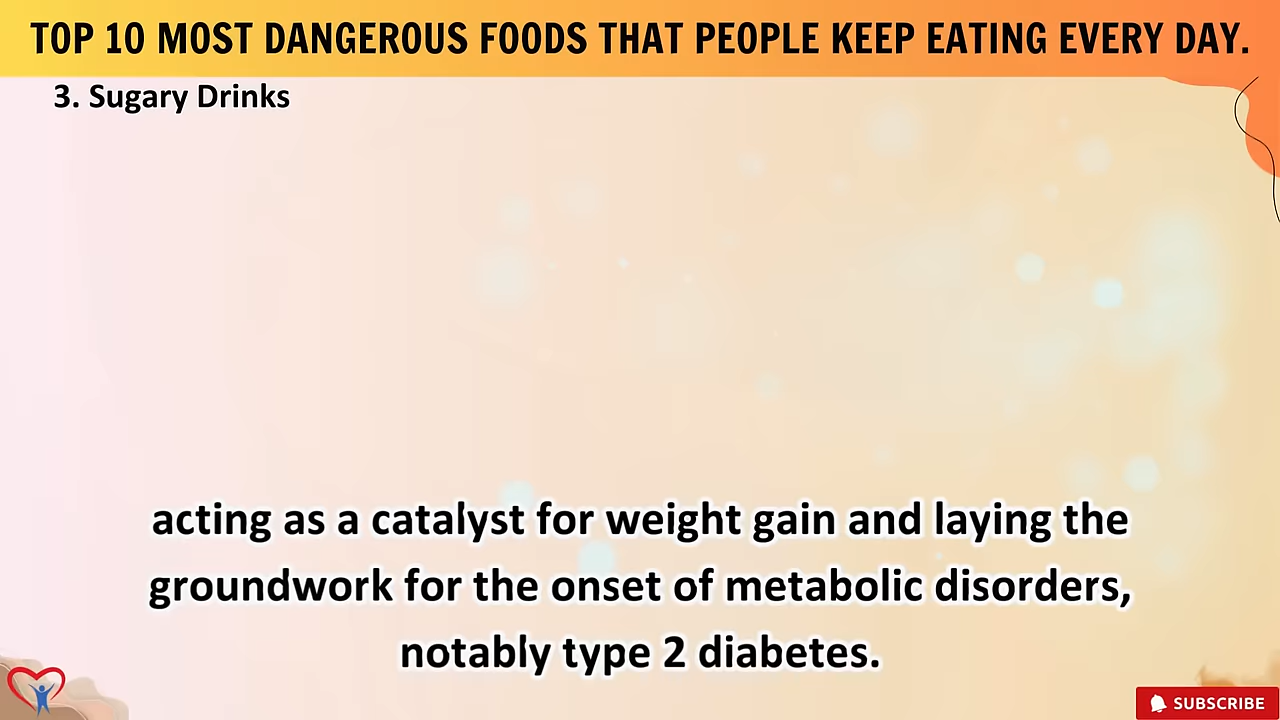 TOP 10 MOST DANGEROUS FOODS THAT PEOPLE KEEP EATING EVERY DAY.
3. Sugary Drinks
acting as a catalyst for weight gain and laying the
groundwork for the onset of metabolic disorders,
notably type 2 diabetes.
SUBSCRIBE